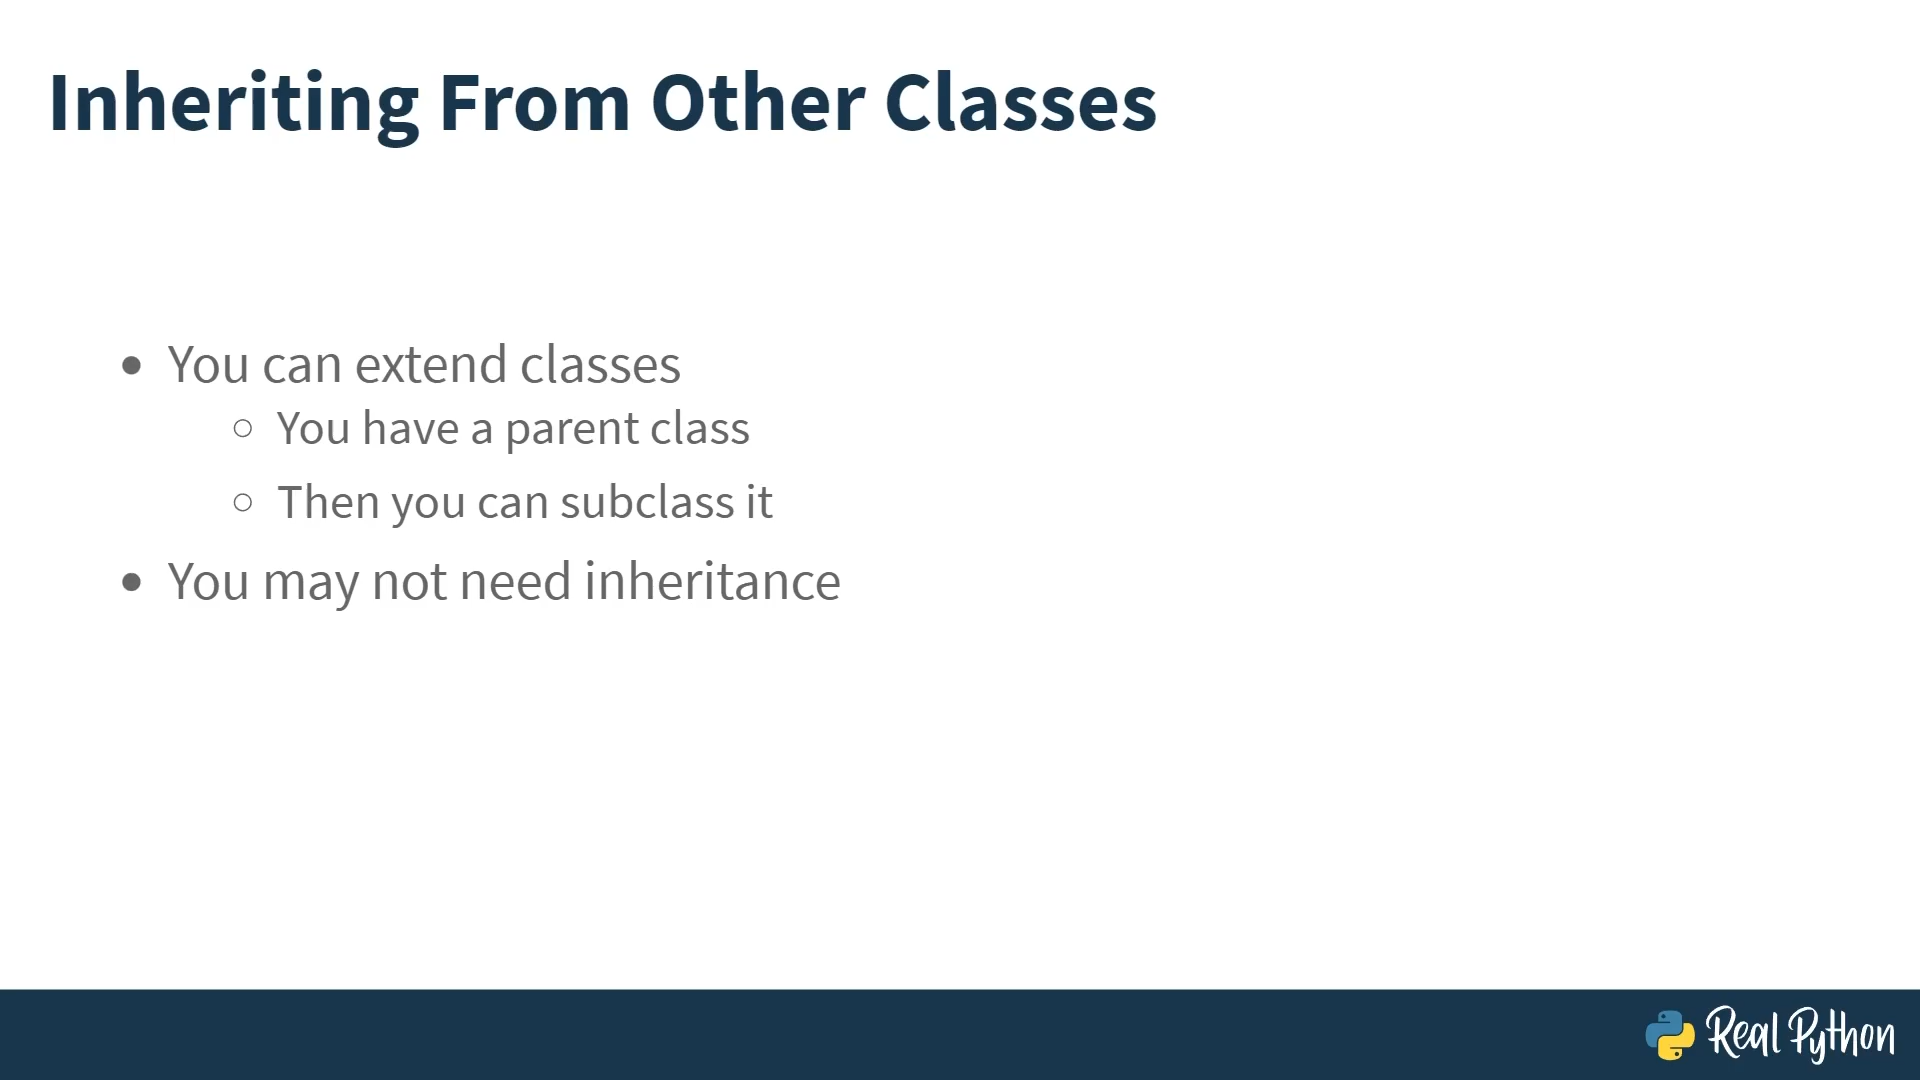 Inheriting From Other Classes
You can extend classes
You have a parent class
Then you can subclass it
You may not need inheritance
Real Python